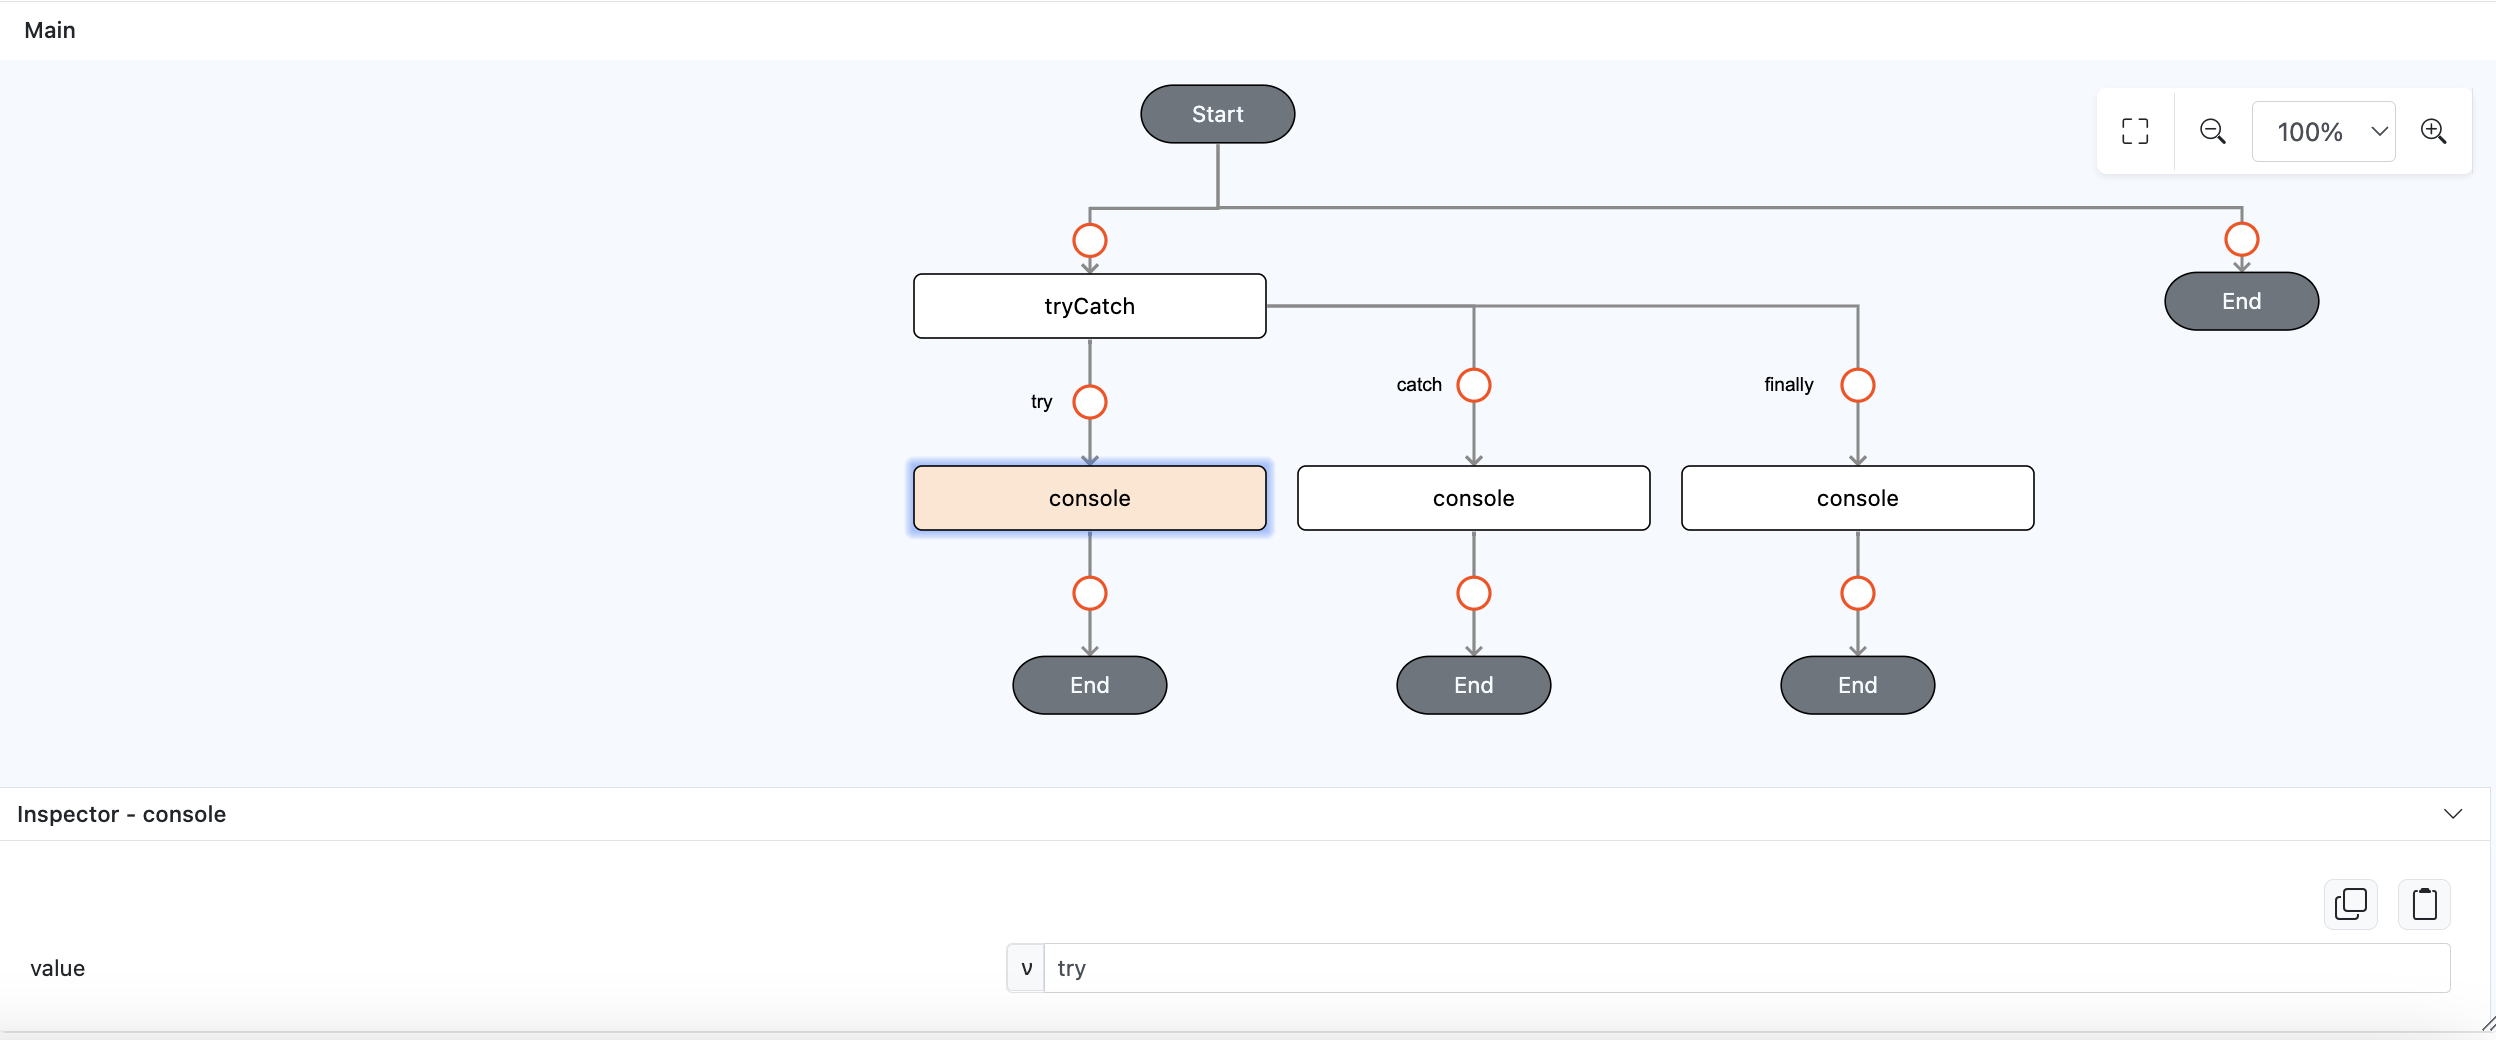 Main
Start
100%
tryCatch
End
try
catch
finally
console
console
console
End
End
End
Inspector - console
value
v
try